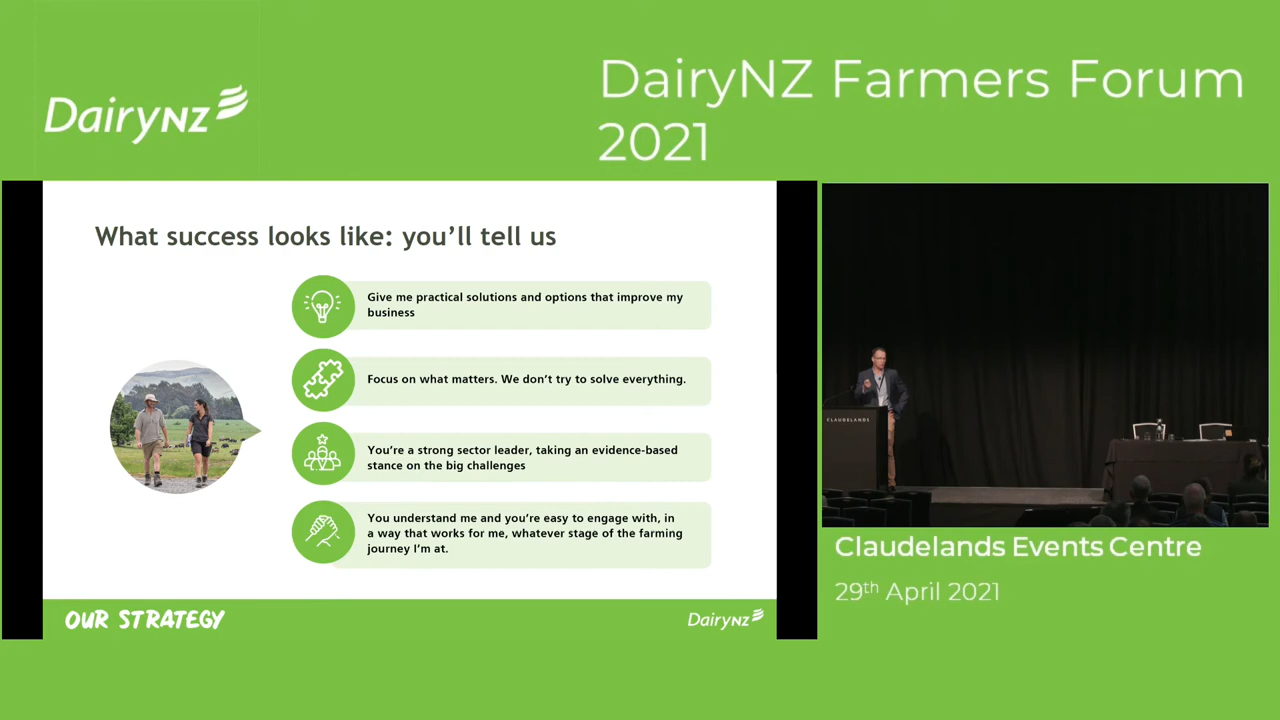 DairyNZ
DairyNZ Farmers Forum
2021
What success looks like: you’ll tell us
Give me practical solutions and options that improve my
business
Focus on what matters. We don’t try to solve everything.
You’re a strong sector leader, taking an evidence-based
stance on the big challenges
You understand me and you’re easy to engage with, in
a way that works for me, whatever stage of the farming
journey I’m at.
OUR STRATEGY
DairyNZ
CLAUDELANDS
Claudelands Events Centre
29th April 2021